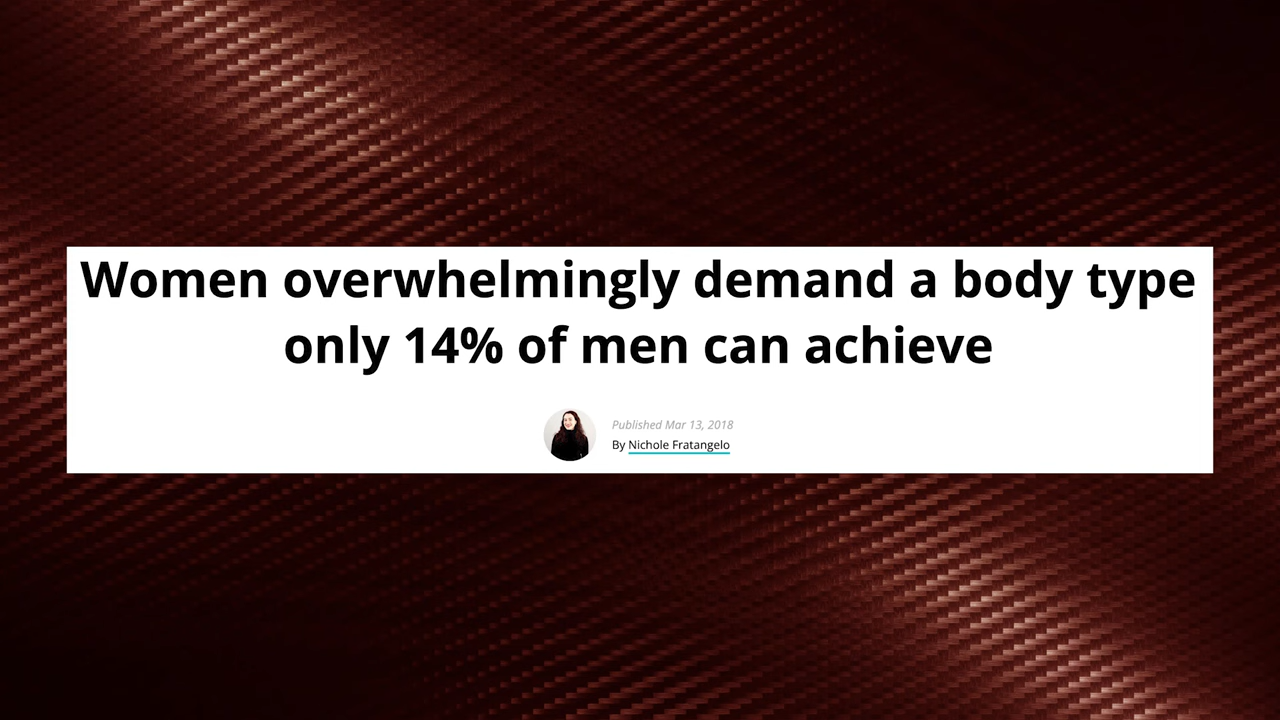 Women overwhelmingly demand a body type
only 14% of men can achieve
Published Mar 13, 2018
By Nichole Fratangelo